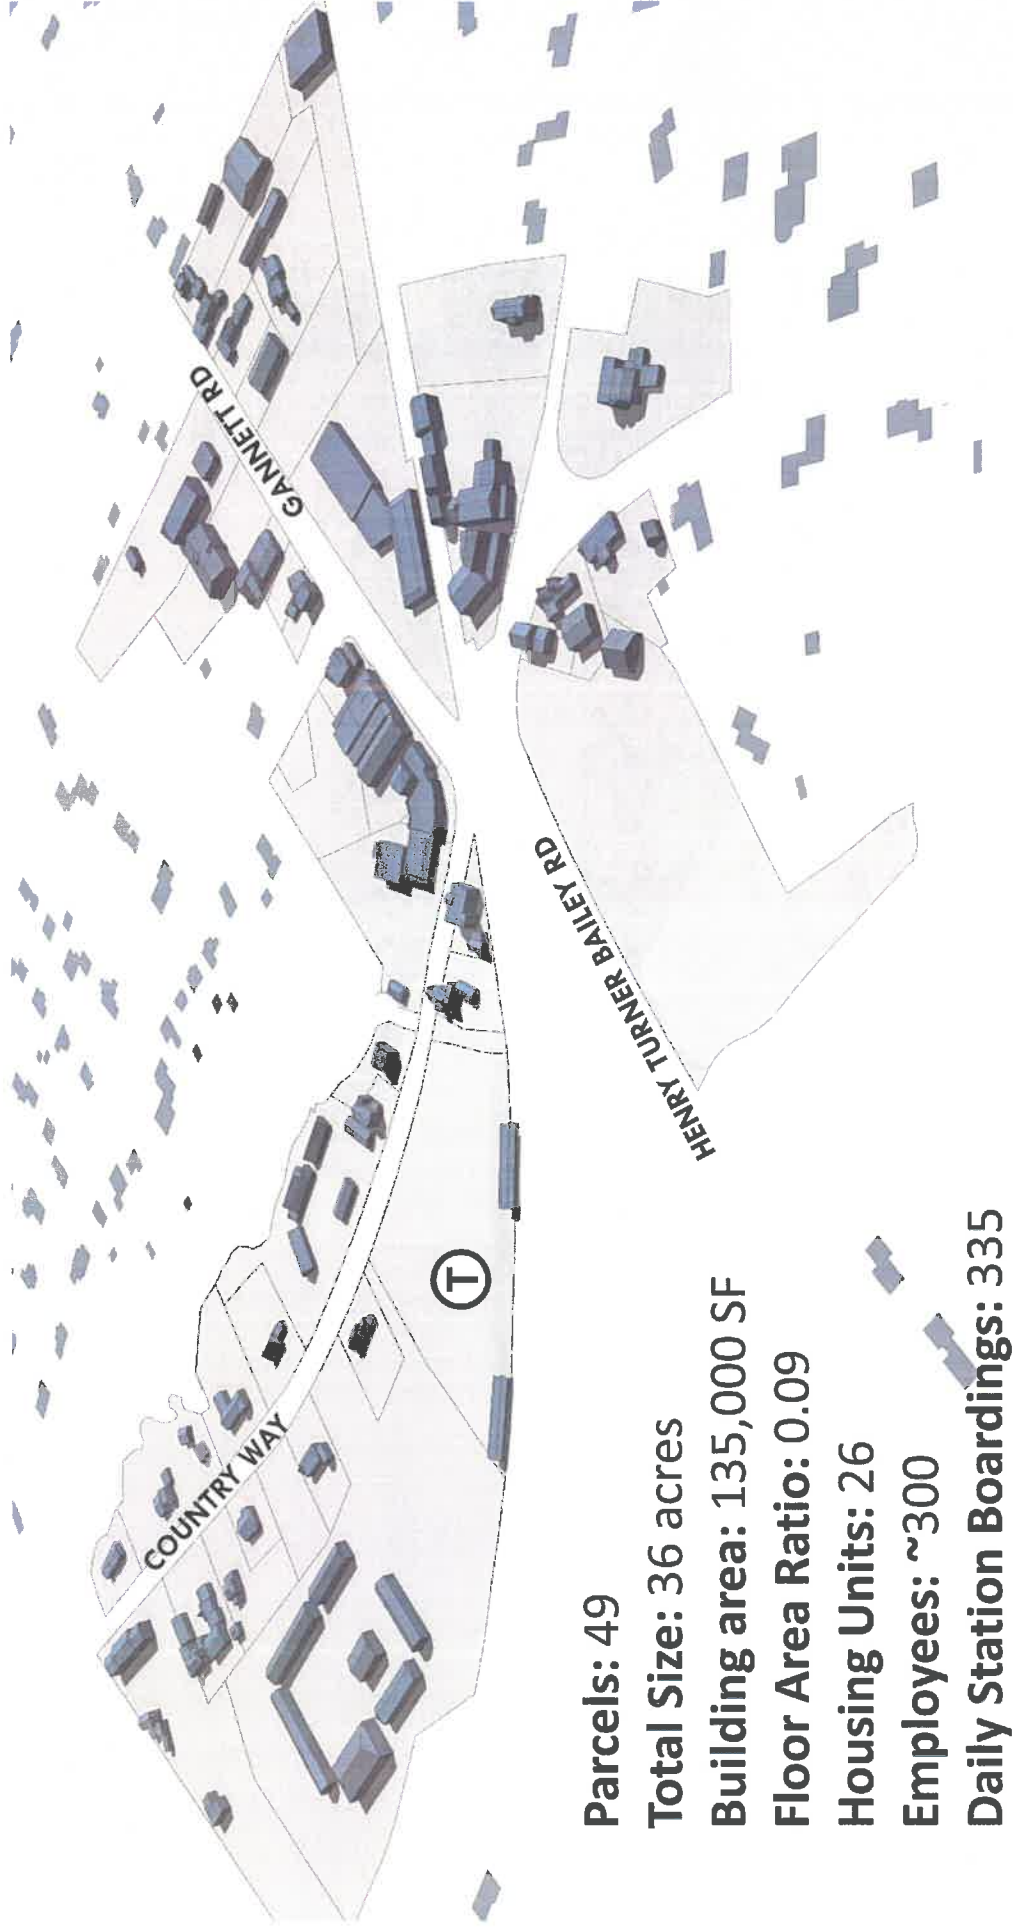 GANNETT RD
COUNTRY WAY
HENRY TURNER BAILEY RD
T
Parcels: 49
Total Size: 36 acres
Building area: 135,000 SF
Floor Area Ratio: 0.09
Housing Units: 26
Employees: ~300
Daily Station Boardings: 335